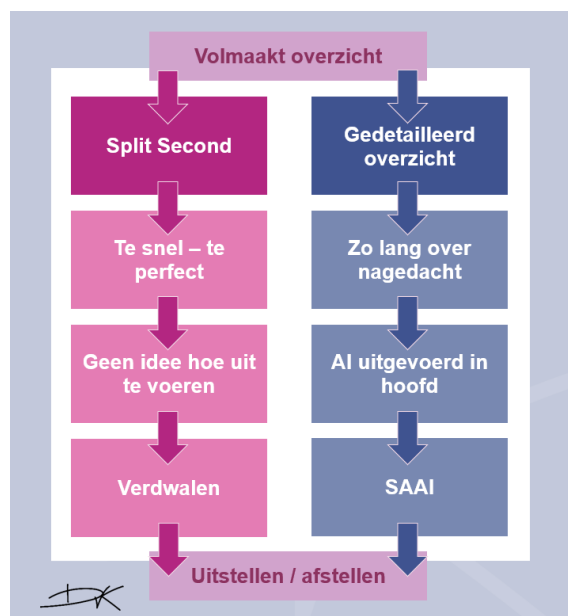 Volmaakt overzicht
Split Second
Te snel – te
perfect
Geen idee hoe uit
te voeren
Verdwalen
Gedetailleerd
overzicht
Zo lang over
nagedacht
Al uitgevoerd in
hoofd
SAAI
Uitstellen / afstellen